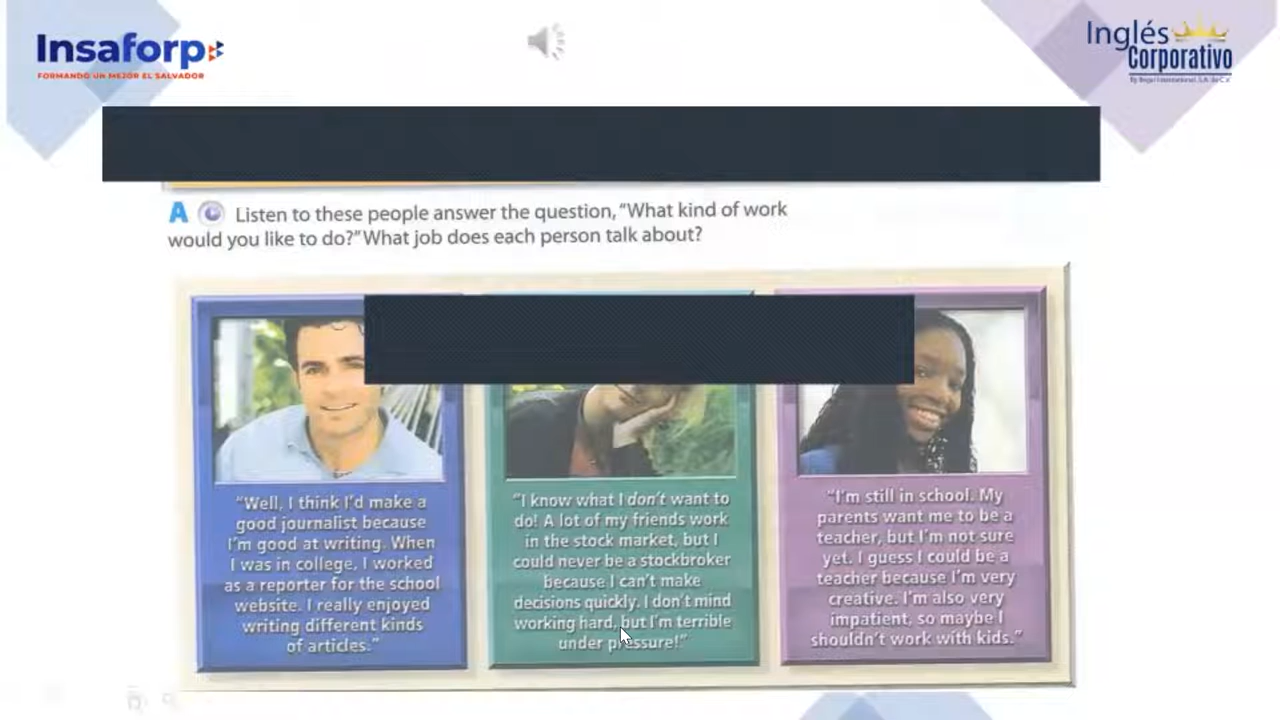 Insaforp
FORMANDO UN MEJOR EL SALVADOR
Inglés
Corporativo
A Listen to these people answer the question, “What kind of work
would you like to do?” What job does each person talk about?
“Well, I think I’d make a
good journalist because
I’m good at writing. When
I was in college, I worked
as a reporter for the school
website. I really enjoyed
writing different kinds
of articles.”
“I know what I don’t want to
do! A lot of my friends work
in the stock market, but I
could never be a stockbroker
because I can’t make
decisions quickly. I don’t mind
working hard, but I’m terrible
under pressure!”
“I’m still in school. My
parents want me to be a
teacher, but I’m not sure
yet. I guess I could be a
teacher because I’m very
creative. I’m also very
impatient, so maybe I
shouldn’t work with kids.”